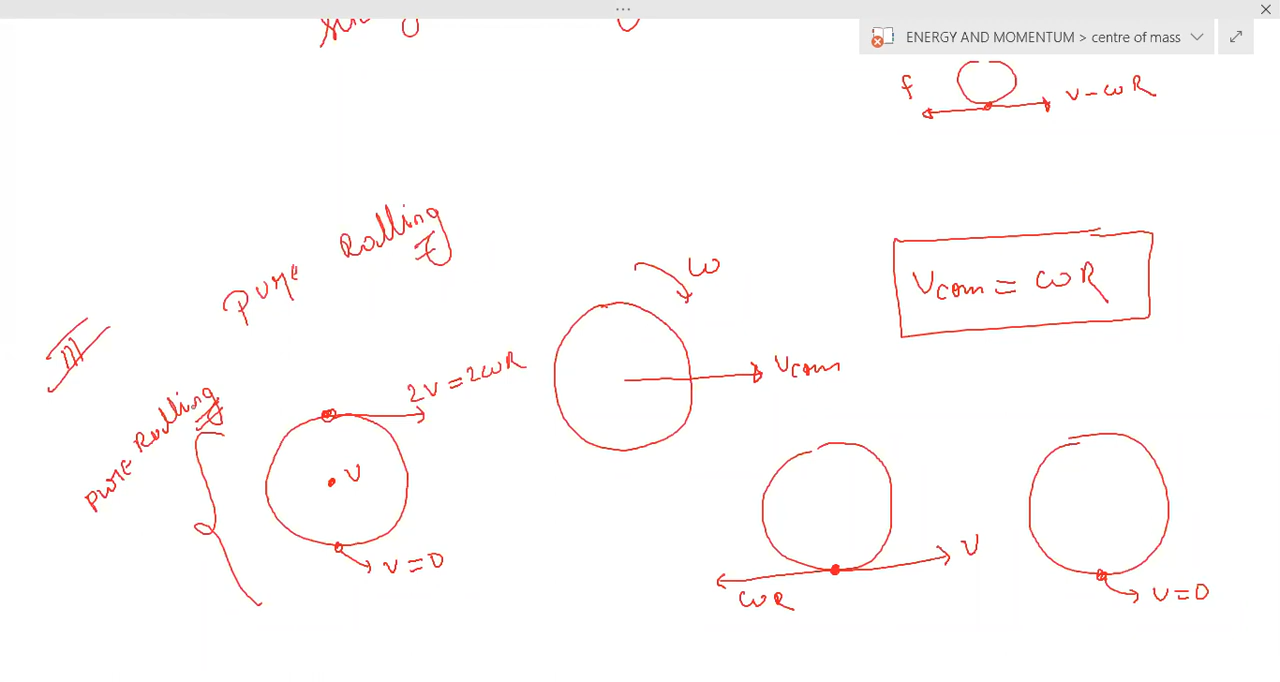 ENERGY AND MOMENTUM > centre of mass
f
v - ωR
Pure Rolling
ω
Vcom = ωR
III
Vcom
Pure Rolling
2V = 2ωR
V
V = 0
V
ωR
V = 0